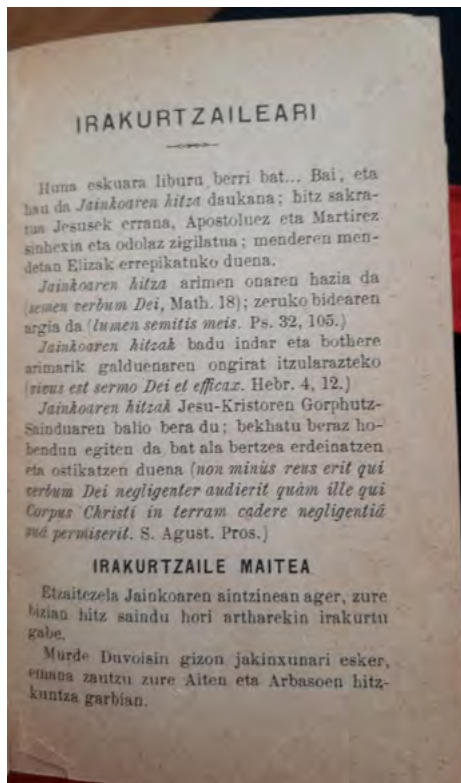 IRAKURTZAILEARI
Huna eskuara liburu berri bat... Bai, eta
hau da Jainkoaren hitza daukana; hitz sakra-
tua Jesusek errana, Apostoluez eta Martirez
sinhexia eta odolaz zigilatua; menderen men-
detan Elizak errepikatuko duena.
Jainkoaren hitza arimen onaren hazia da
(semen verbum Dei, Math. 18); zeruko bidearen
argia da (lumen semitis meis. Ps. 32, 105.)
Jainkoaren hitzak badu indar eta bothere
arimarik galduenaren ongirat itzularazteko
(vivus est sermo Dei et efficax. Hebr. 4, 12.)
Jainkoaren hitzak Jesu-Kristoren Gorphutz-
Sainduaren balio bera du; bekhatu beraz ho-
bendun egiten da bat ala bertzea erdeinatzen
eta ostikatzen duena (non minùs reus erit qui
verbum Dei negligenter audierit quàm ille qui
Corpus Christi in terram cadere negligentiâ
suâ permiserit. S. Agust. Pros.)
IRAKURTZAILE MAITEA
Etzaitezela Jainkoaren aintzinean ager, zure
bizian hitz saindu hori artharekin irakurtu
gabe.
Murde Duvoisin gizon jakinxunari esker,
emana zautzu zure Aiten eta Arbasoen hitz-
kuntza garbian.